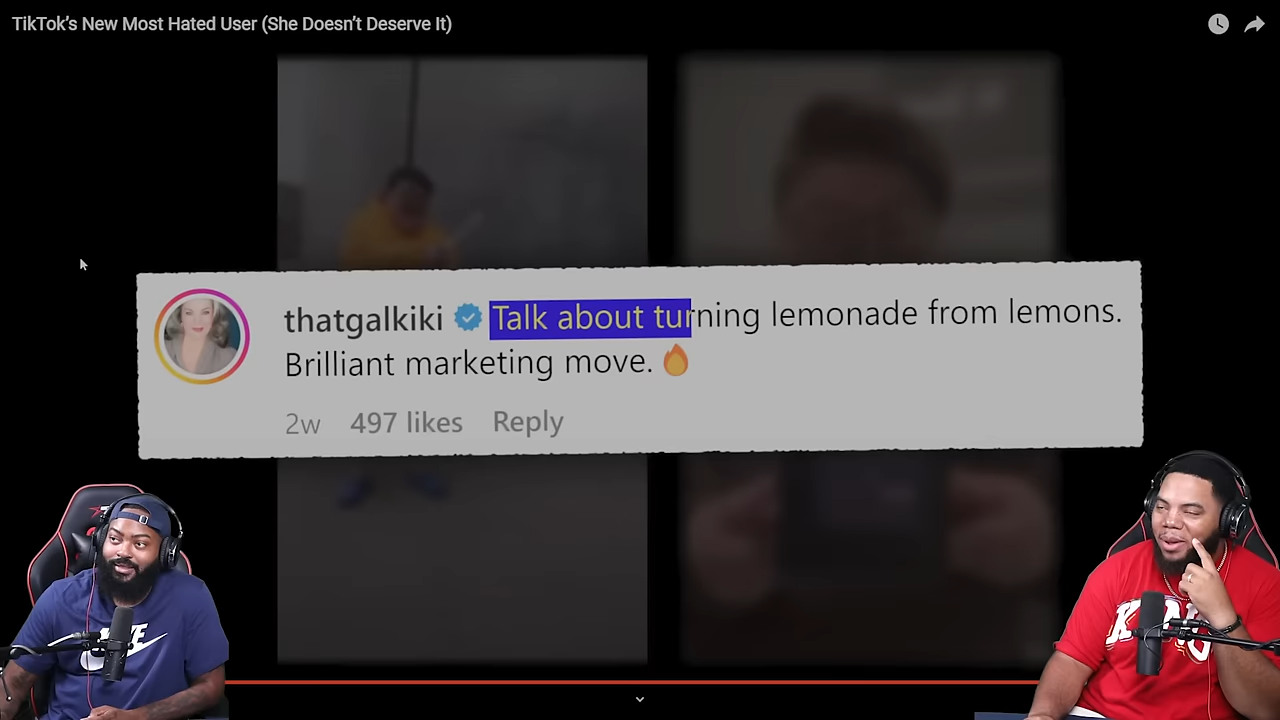 TikTok’s New Most Hated User (She Doesn’t Deserve It)
thatgalkiki Talk about turning lemonade from lemons.
Brilliant marketing move. 🔥
2w 497 likes Reply